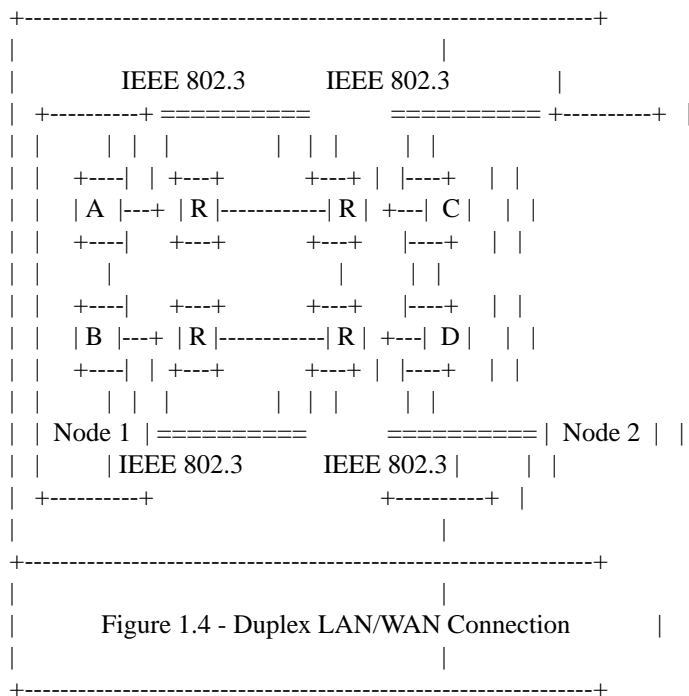 +---------------------------------------------------------------+
| |
| IEEE 802.3 IEEE 802.3 |
| +----------+ ========== ========== +----------+ |
| | | | | | | | | | |
| | +----| | +---+ +---+ | |----+ | |
| | | A |---+ | R |------------| R | +---| C | | |
| | +----| +---+ +---+ |----+ | |
| | | | | |
| | +----| +---+ +---+ |----+ | |
| | | B |---+ | R |------------| R | +---| D | | |
| | +----| | +---+ +---+ | |----+ | |
| | | | | | | | | |
| | Node 1 | ========== ========== | Node 2 | |
| | | IEEE 802.3 IEEE 802.3 | | |
| +----------+ +----------+ |
| |
+---------------------------------------------------------------+
| |
| Figure 1.4 - Duplex LAN/WAN Connection |
| |
+---------------------------------------------------------------+